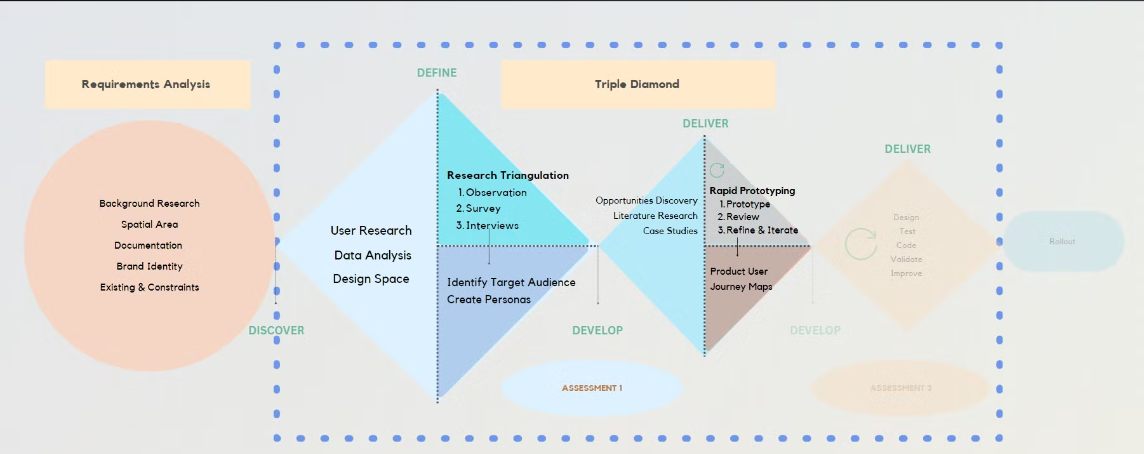 Requirements Analysis
Background Research
Spatial Area
Documentation
Brand Identity
Existing & Constraints
DISCOVER
DEFINE
Triple Diamond
User Research
Data Analysis
Design Space
Research Triangulation
1. Observation
2. Survey
3. Interviews
Identify Target Audience
Create Personas
DEVELOP
ASSESSMENT 1
DELIVER
Opportunities Discovery
Literature Research
Case Studies
Rapid Prototyping
1. Prototype
2. Review
3. Refine & Iterate
Product User
Journey Maps
DEVELOP
DELIVER
Design
Test
Code
Validate
Improve
ASSESSMENT
Rollout